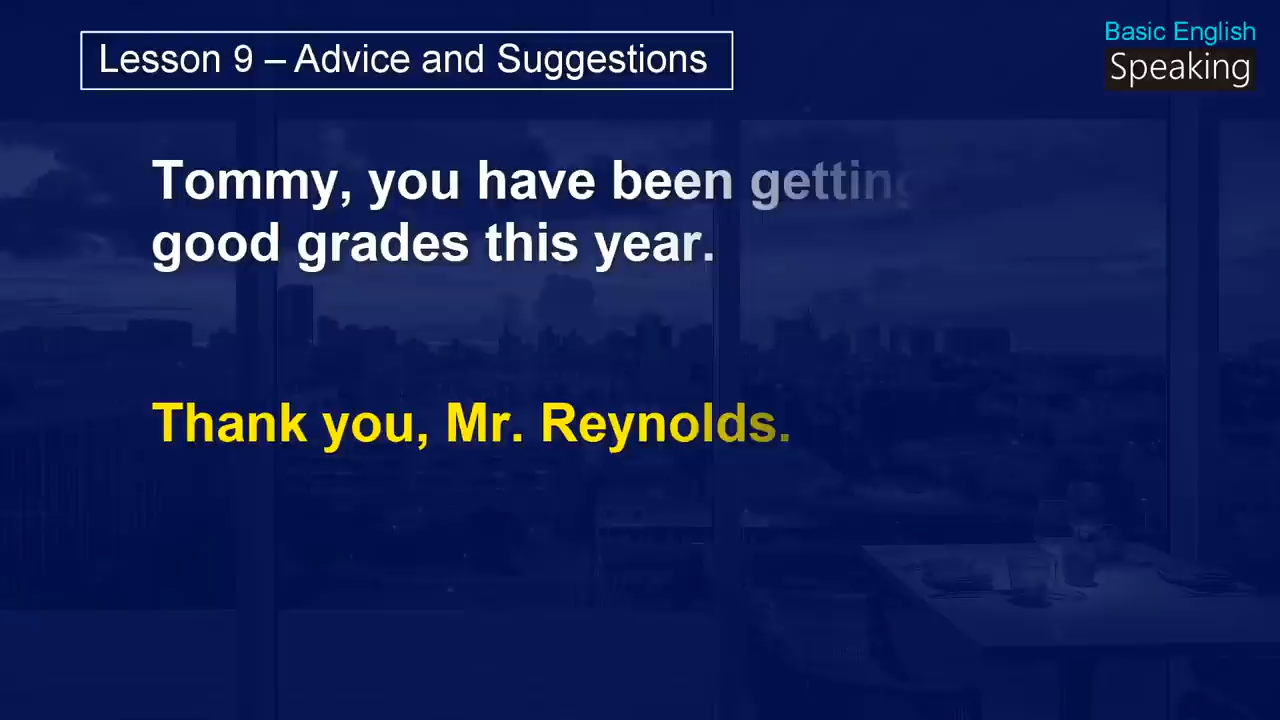 Lesson 9 – Advice and Suggestions
Basic English
Speaking
Tommy, you have been getting
good grades this year.
Thank you, Mr. Reynolds.